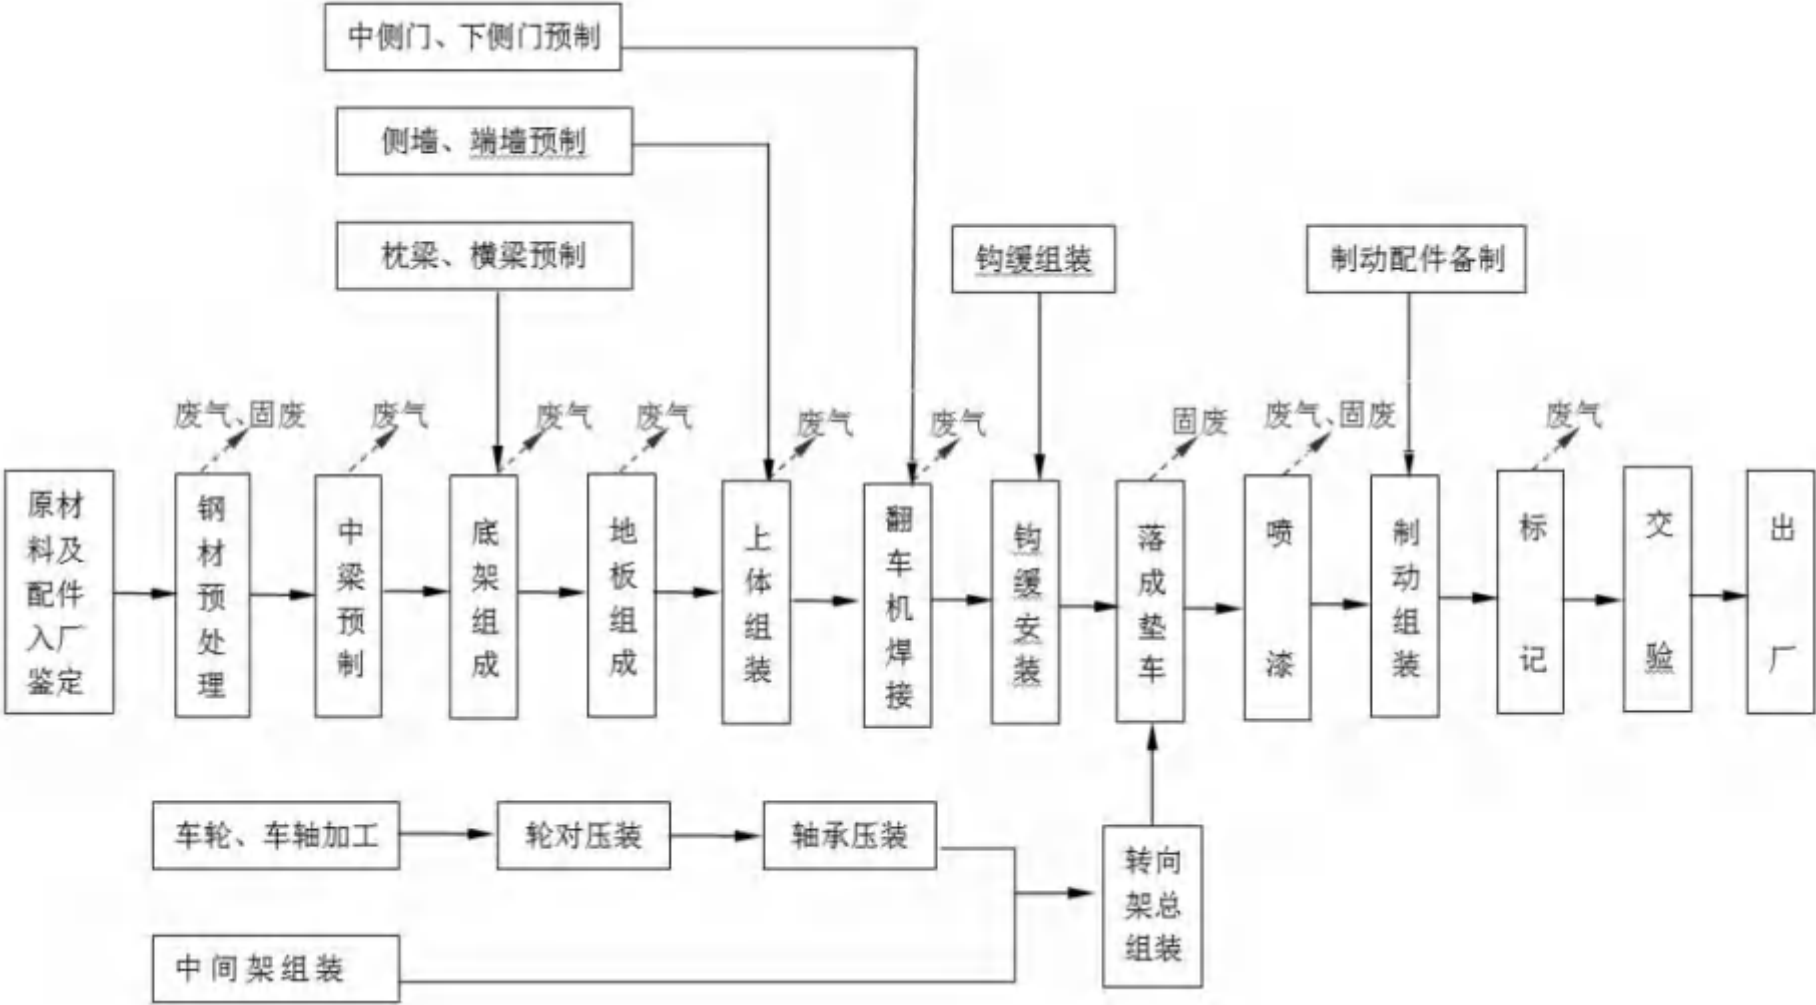 中侧门、下侧门预制
侧墙、端墙预制
枕梁、横梁预制
钩缓组装
制动配件备制
废气、固废
废气
废气
废气
废气
废气
固废
废气、固废
废气
原材料及配件入厂鉴定
钢材预处理
中梁预制
底架组成
地板组成
上体组装
翻车机焊接
钩缓安装
落成垫车
喷漆
制动组装
标记
交验
出厂
车轮、车轴加工
轮对压装
轴承压装
转向架总组装
中间架组装